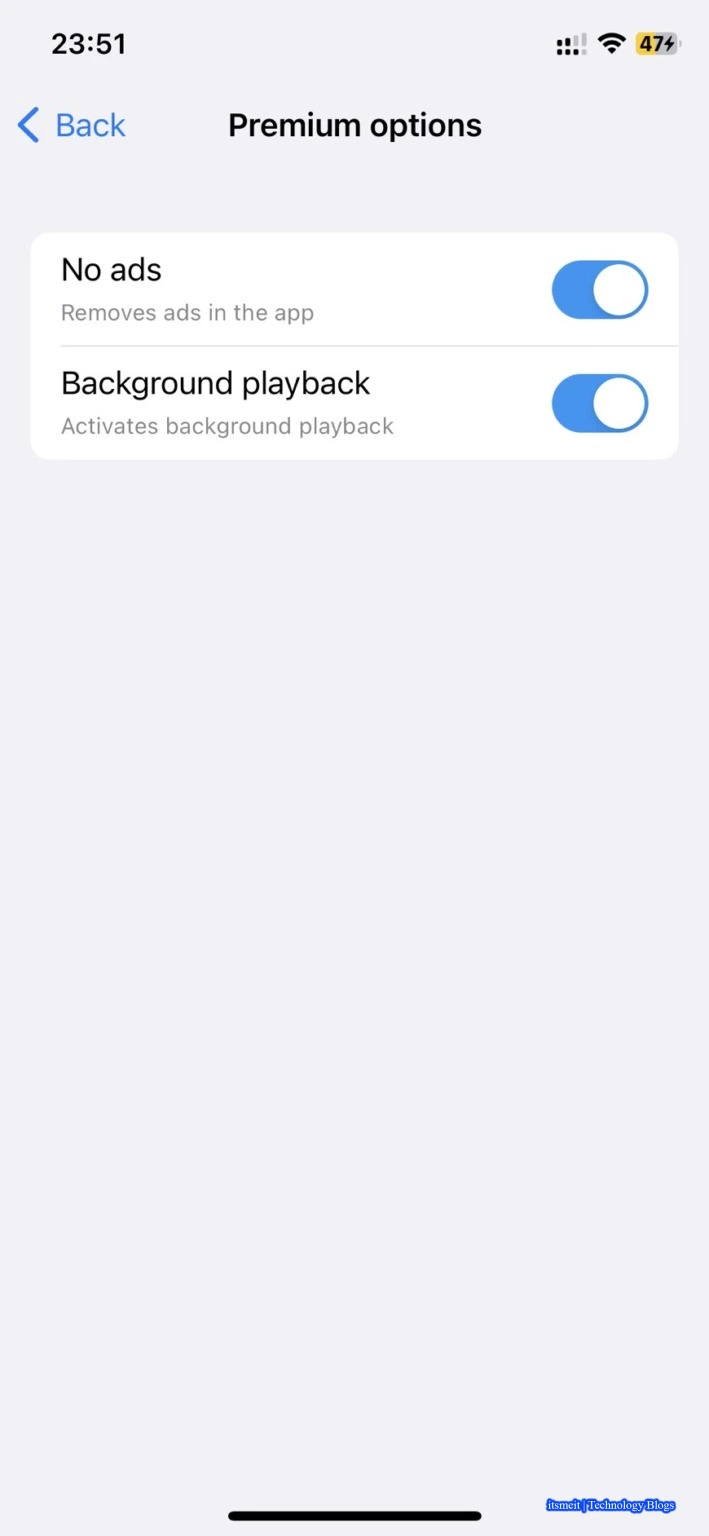 23:51
47
Back
Premium options
No ads
Removes ads in the app
Background playback
Activates background playback
itsmeit | Technology Blogs